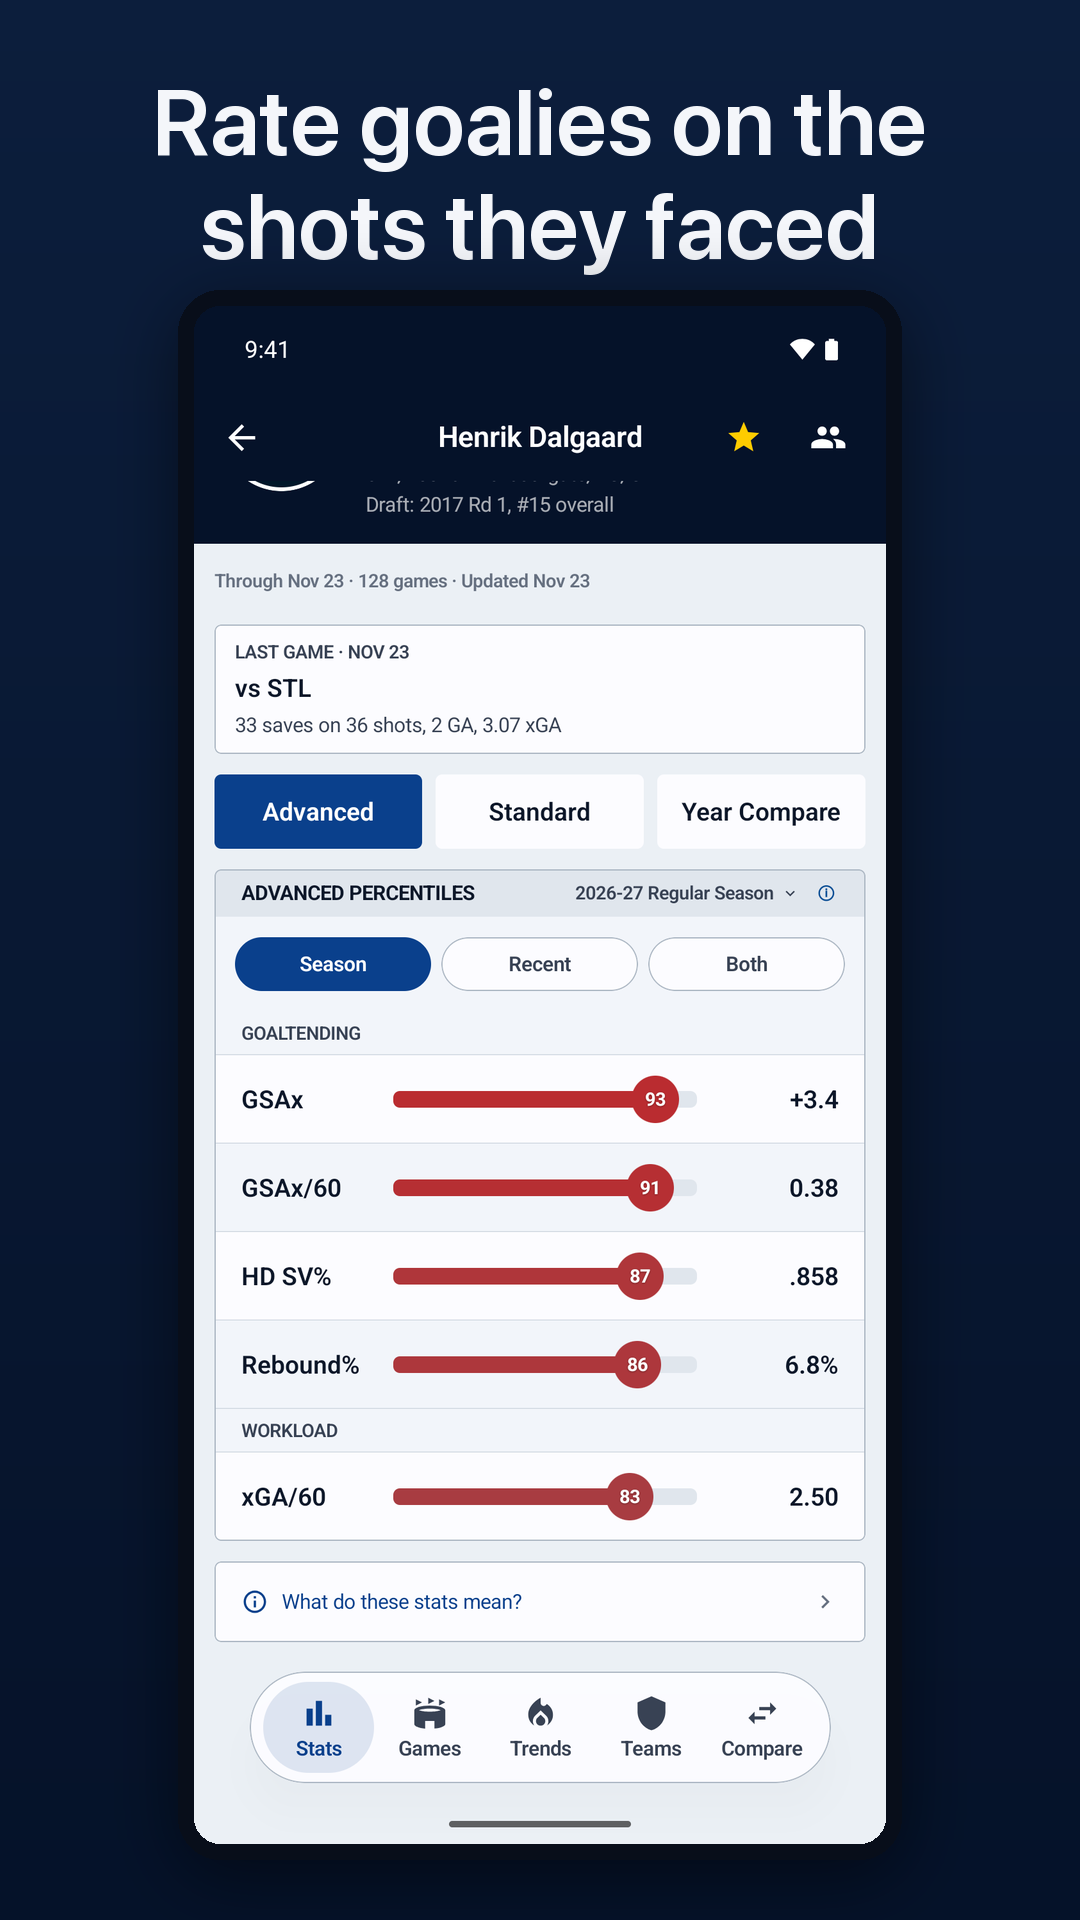 Rate goalies on the
shots they faced
9:41
Henrik Dalgaard
Draft: 2017 Rd 1, #15 overall
Through Nov 23 · 128 games · Updated Nov 23
LAST GAME · NOV 23
vs STL
33 saves on 36 shots, 2 GA, 3.07 xGA
Advanced
Standard
Year Compare
ADVANCED PERCENTILES
2026-27 Regular Season
Season
Recent
Both
GOALTENDING
GSAx 93 +3.4
GSAx/60 91 0.38
HD SV% 87 .858
Rebound% 86 6.8%
WORKLOAD
xGA/60 83 2.50
What do these stats mean?
Stats
Games
Trends
Teams
Compare